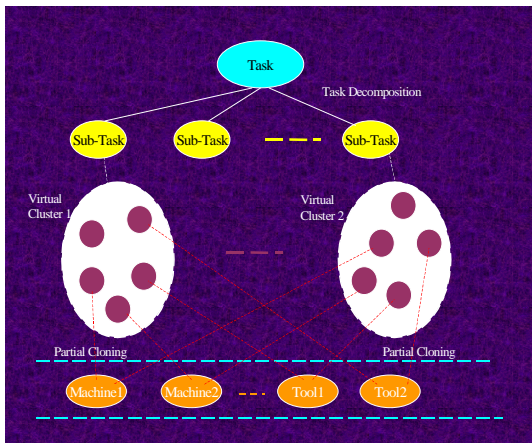 Task
Task Decomposition
Sub-Task
Sub-Task
Sub-Task
Virtual
Cluster 1
Virtual
Cluster 2
Partial Cloning
Partial Cloning
Machine1
Machine2
Tool1
Tool2